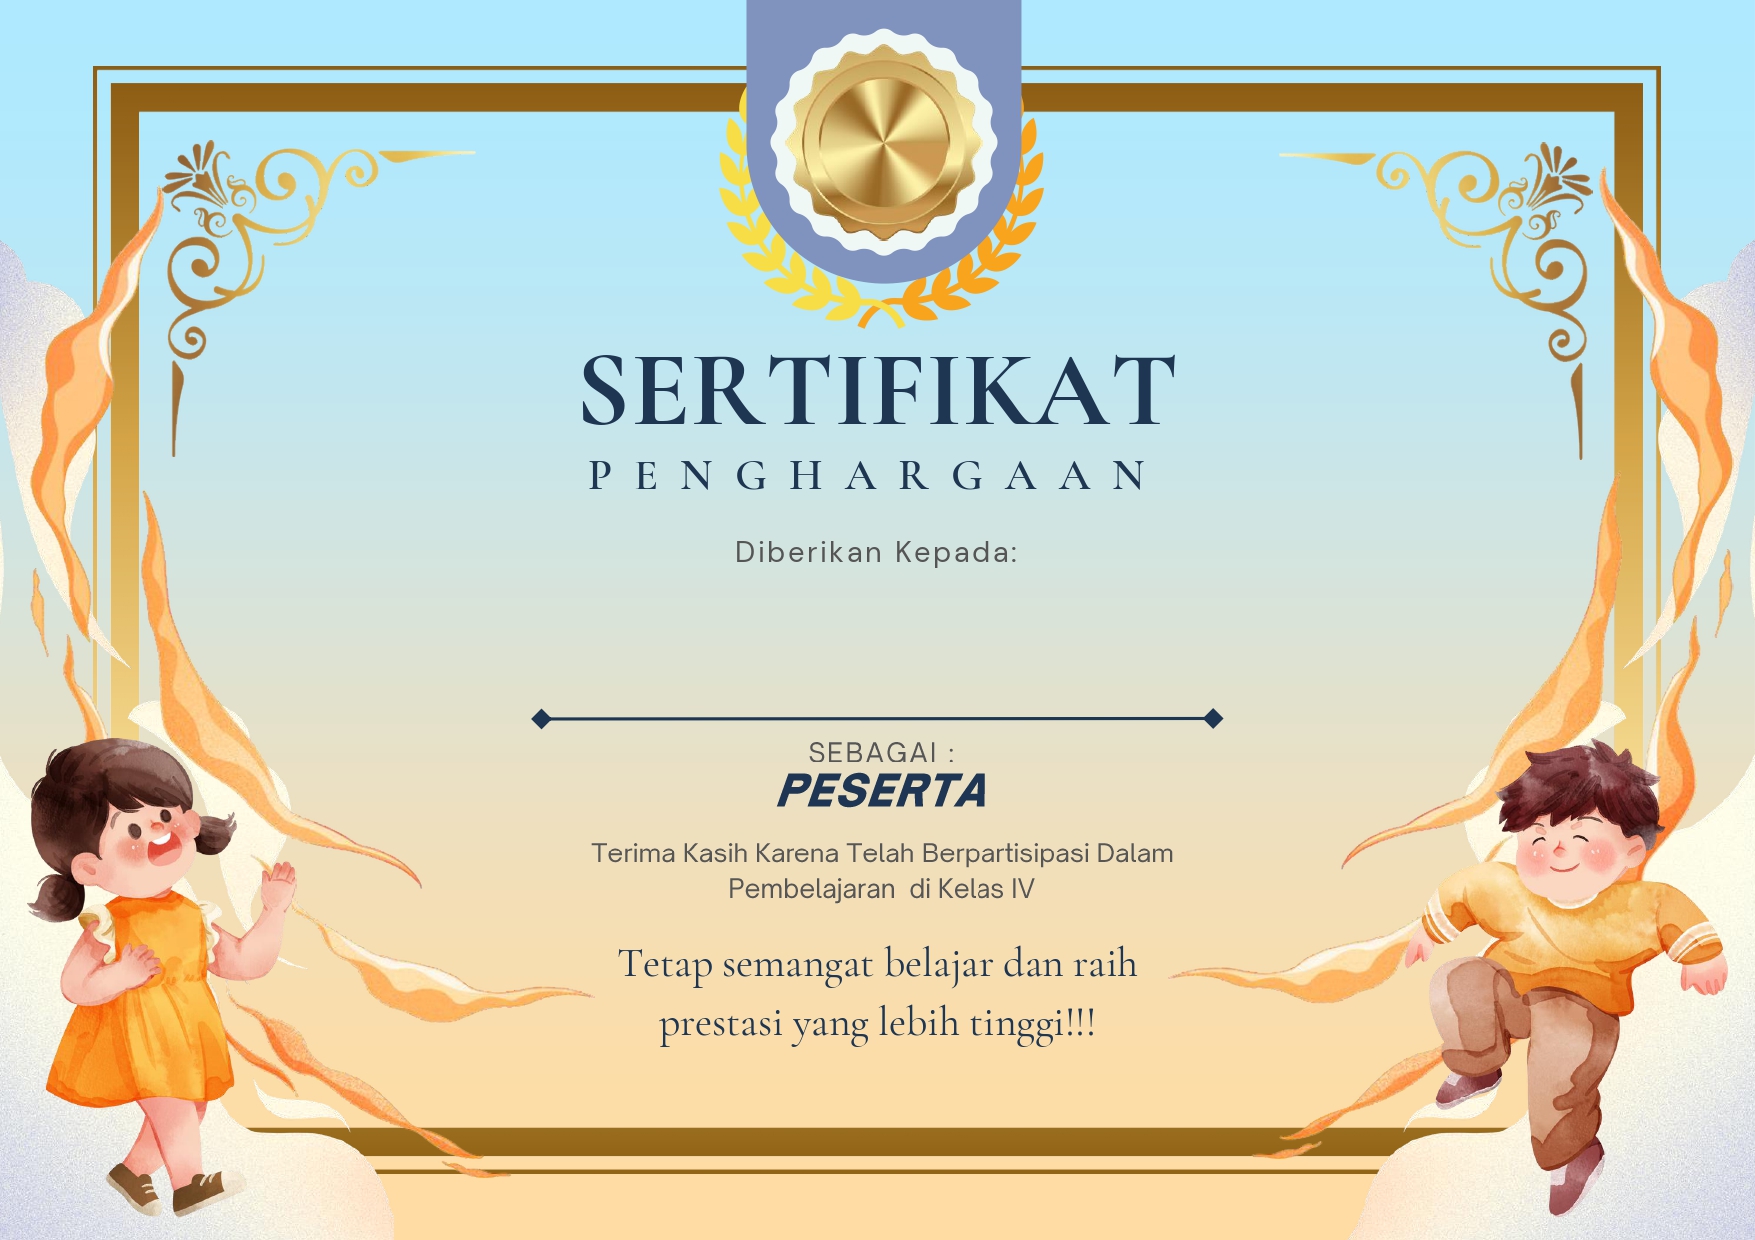 SERTIFIKAT
PENGHARGAAN
Diberikan Kepada:
SEBAGAI :
PESERTA
Terima Kasih Karena Telah Berpartisipasi Dalam
Pembelajaran di Kelas IV
Tetap semangat belajar dan raih
prestasi yang lebih tinggi!!!